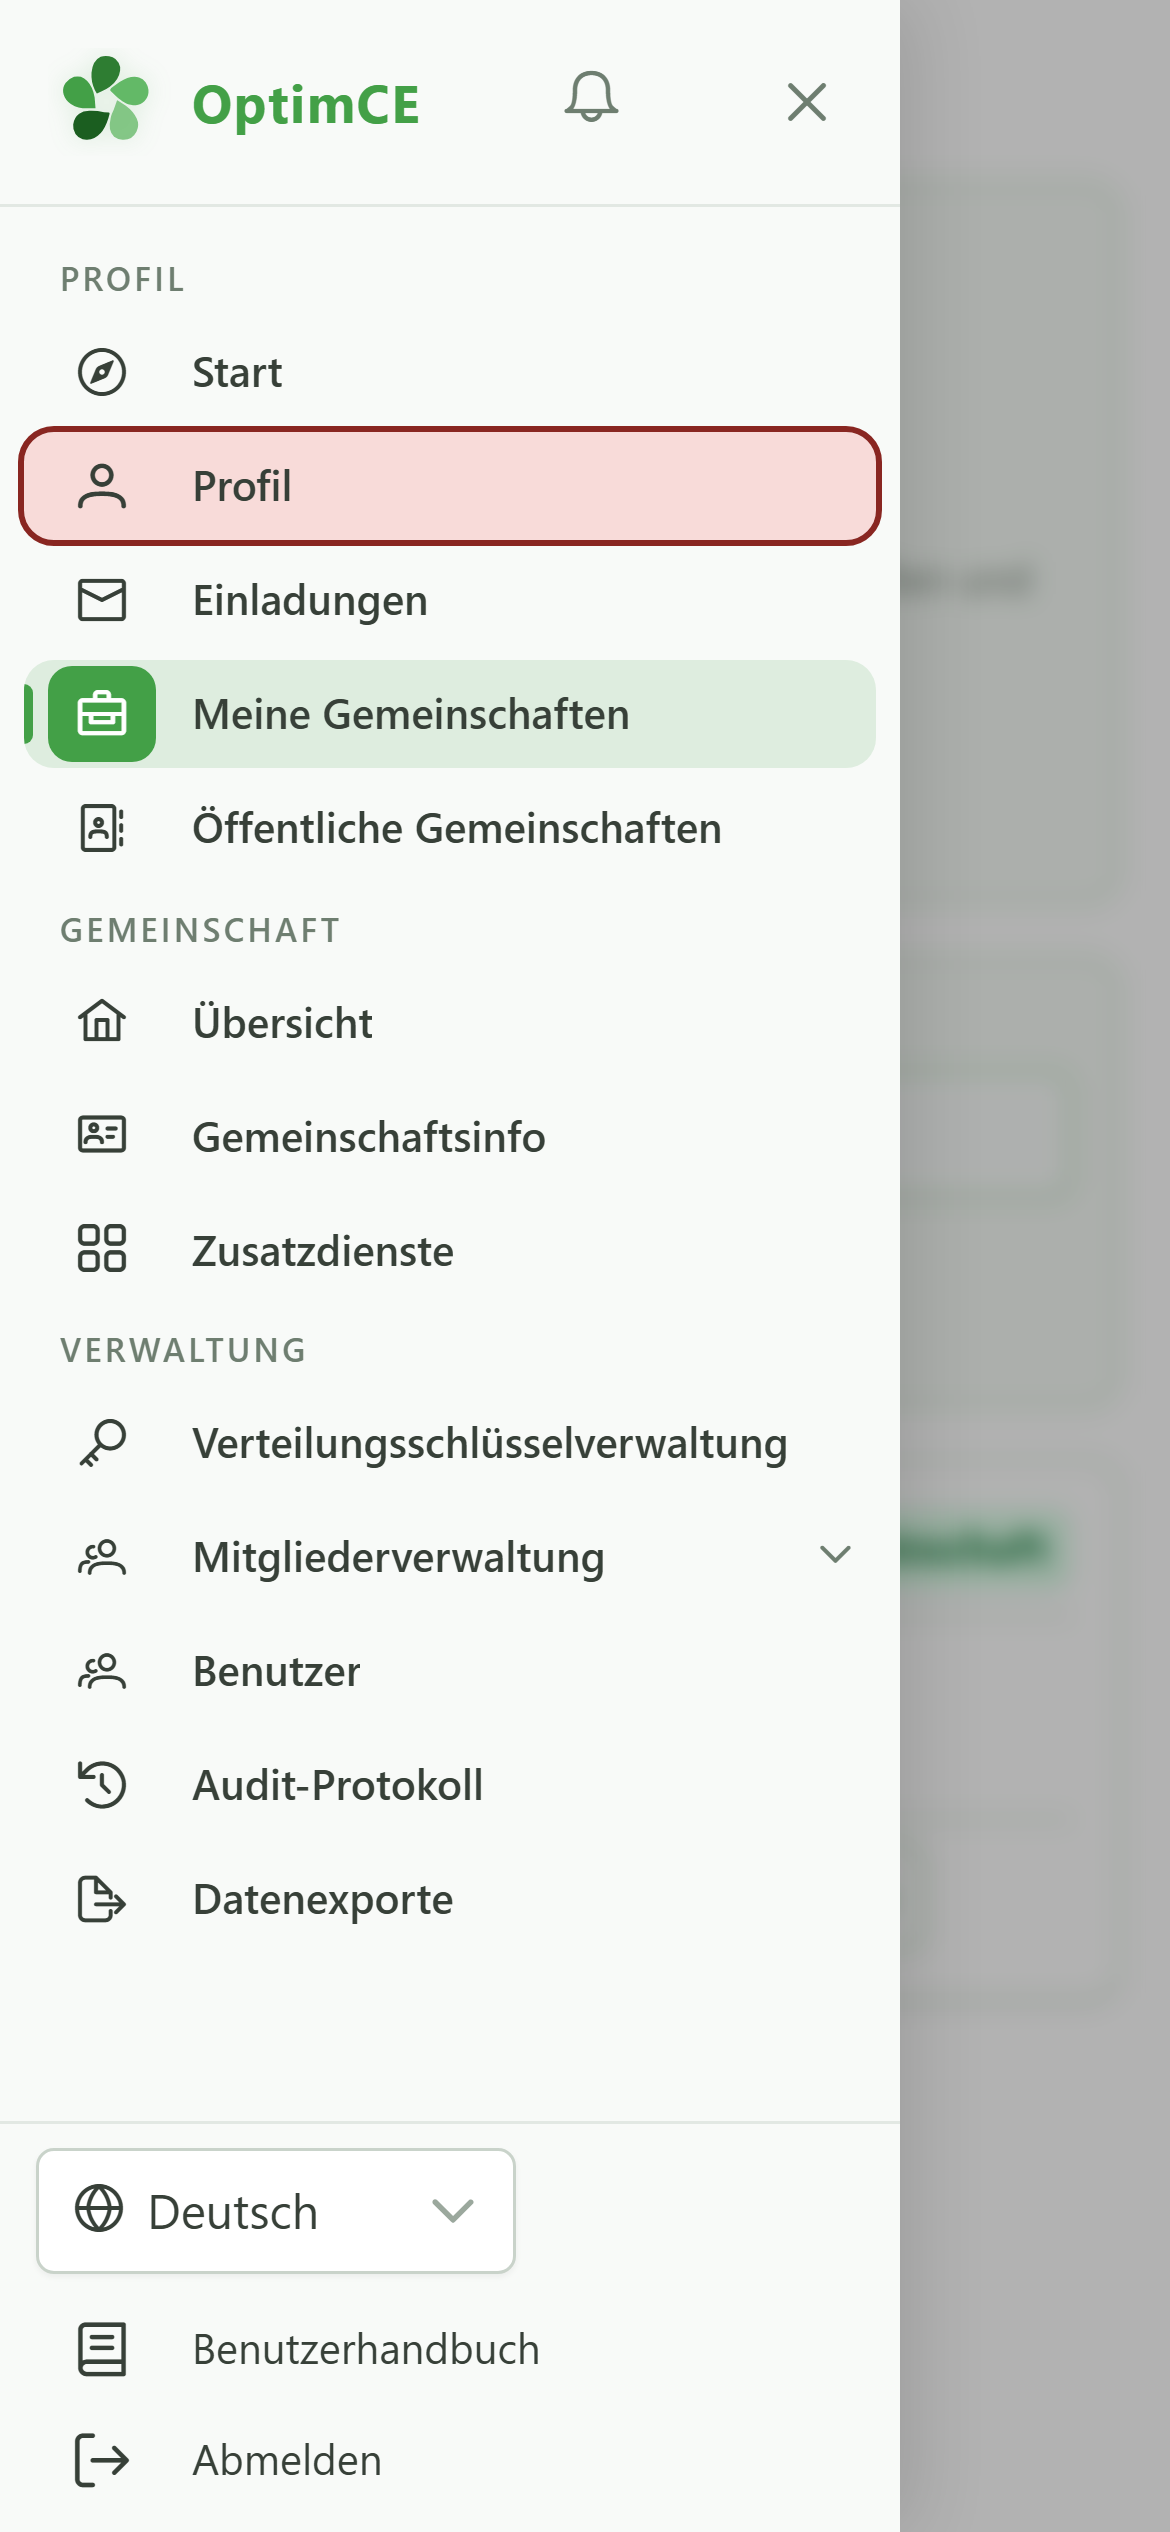 OptimCE
PROFIL
Start
Profil
Einladungen
Meine Gemeinschaften
Öffentliche Gemeinschaften
GEMEINSCHAFT
Übersicht
Gemeinschaftsinfo
Zusatzdienste
VERWALTUNG
Verteilungsschlüsselverwaltung
Mitgliederverwaltung
Benutzer
Audit-Protokoll
Datenexporte
Deutsch
Benutzerhandbuch
Abmelden